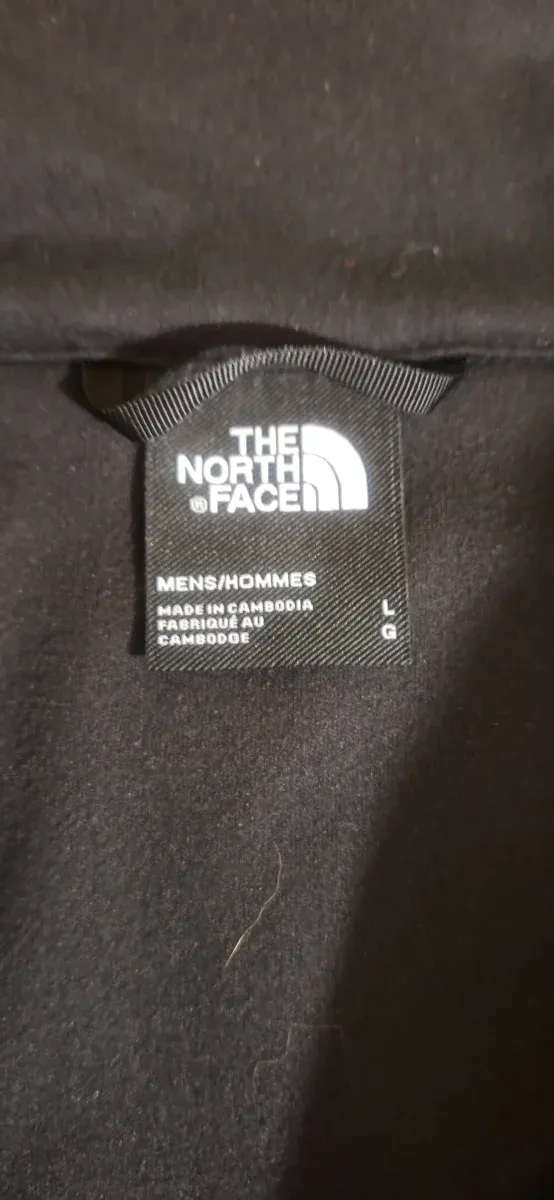 THE
NORTH
®FACE
MENS/HOMMES
MADE IN CAMBODIA
FABRIQUÉ AU
CAMBODGE
L
G